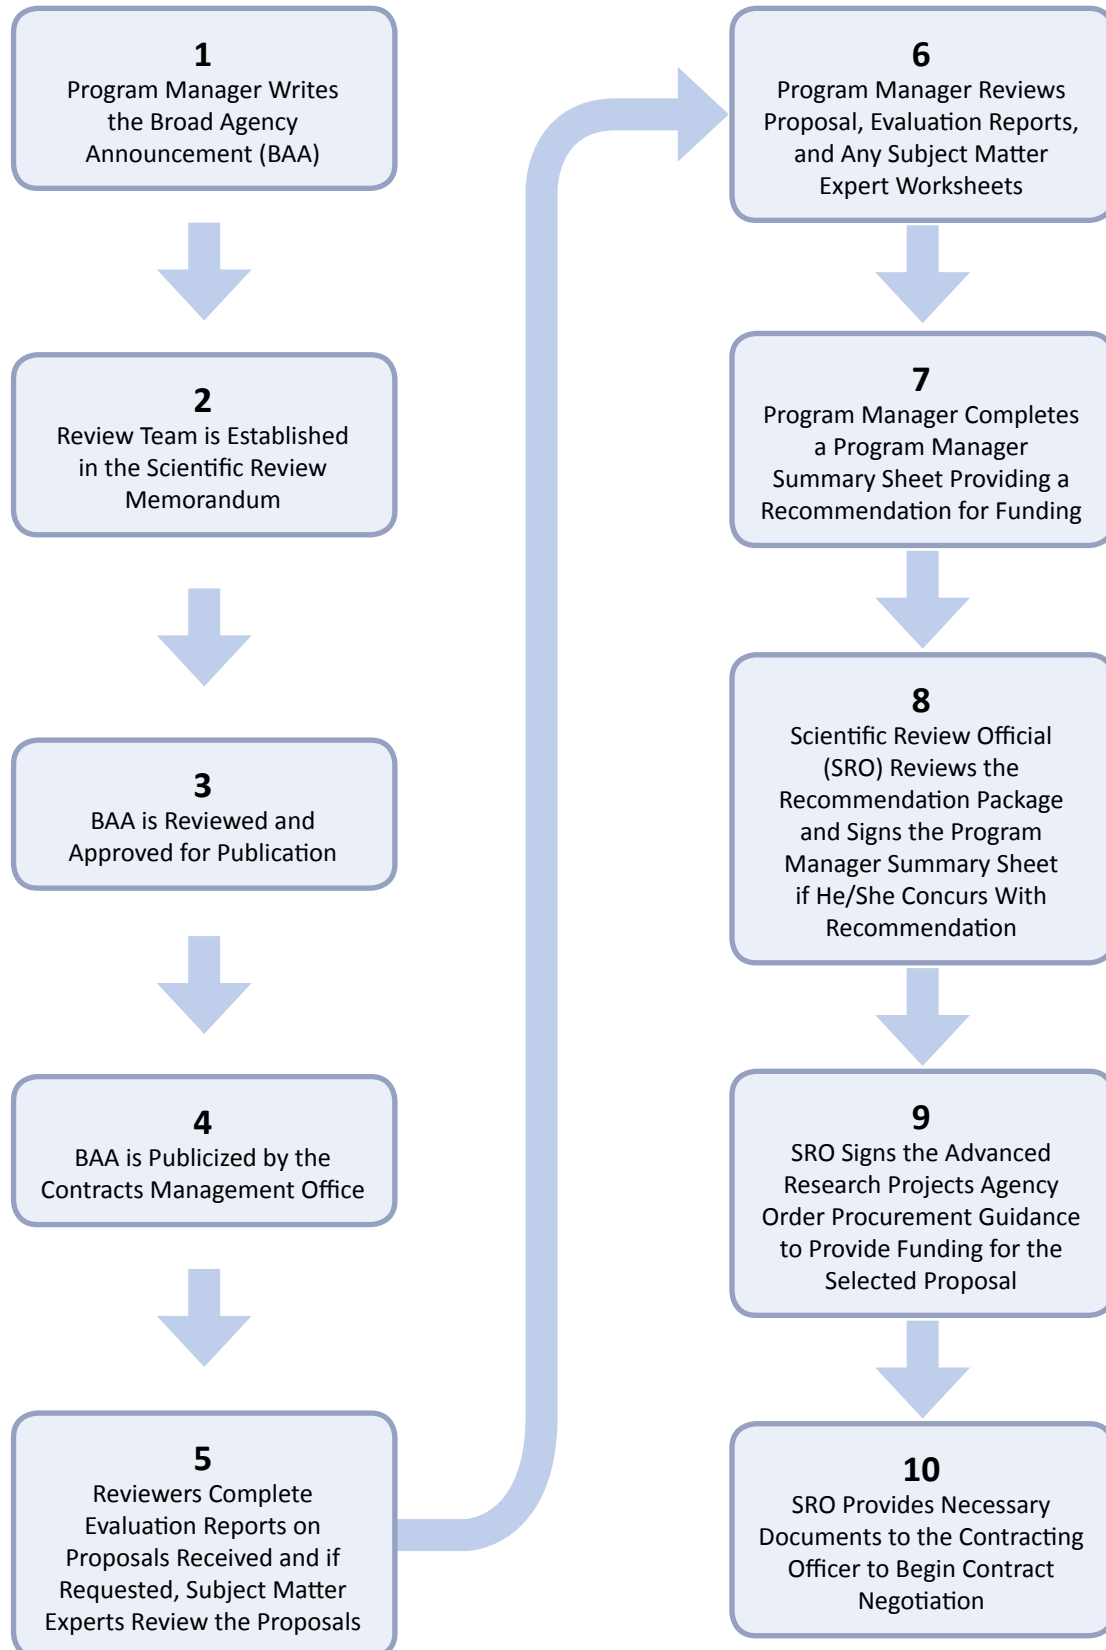 1
Program Manager Writes
the Broad Agency
Announcement (BAA)
2
Review Team is Established
in the Scientific Review
Memorandum
3
BAA is Reviewed and
Approved for Publication
4
BAA is Publicized by the
Contracts Management Office
5
Reviewers Complete
Evaluation Reports on
Proposals Received and if
Requested, Subject Matter
Experts Review the Proposals
6
Program Manager Reviews
Proposal, Evaluation Reports,
and Any Subject Matter
Expert Worksheets
7
Program Manager Completes
a Program Manager
Summary Sheet Providing a
Recommendation for Funding
8
Scientific Review Official
(SRO) Reviews the
Recommendation Package
and Signs the Program
Manager Summary Sheet
if He/She Concurs With
Recommendation
9
SRO Signs the Advanced
Research Projects Agency
Order Procurement Guidance
to Provide Funding for the
Selected Proposal
10
SRO Provides Necessary
Documents to the Contracting
Officer to Begin Contract
Negotiation